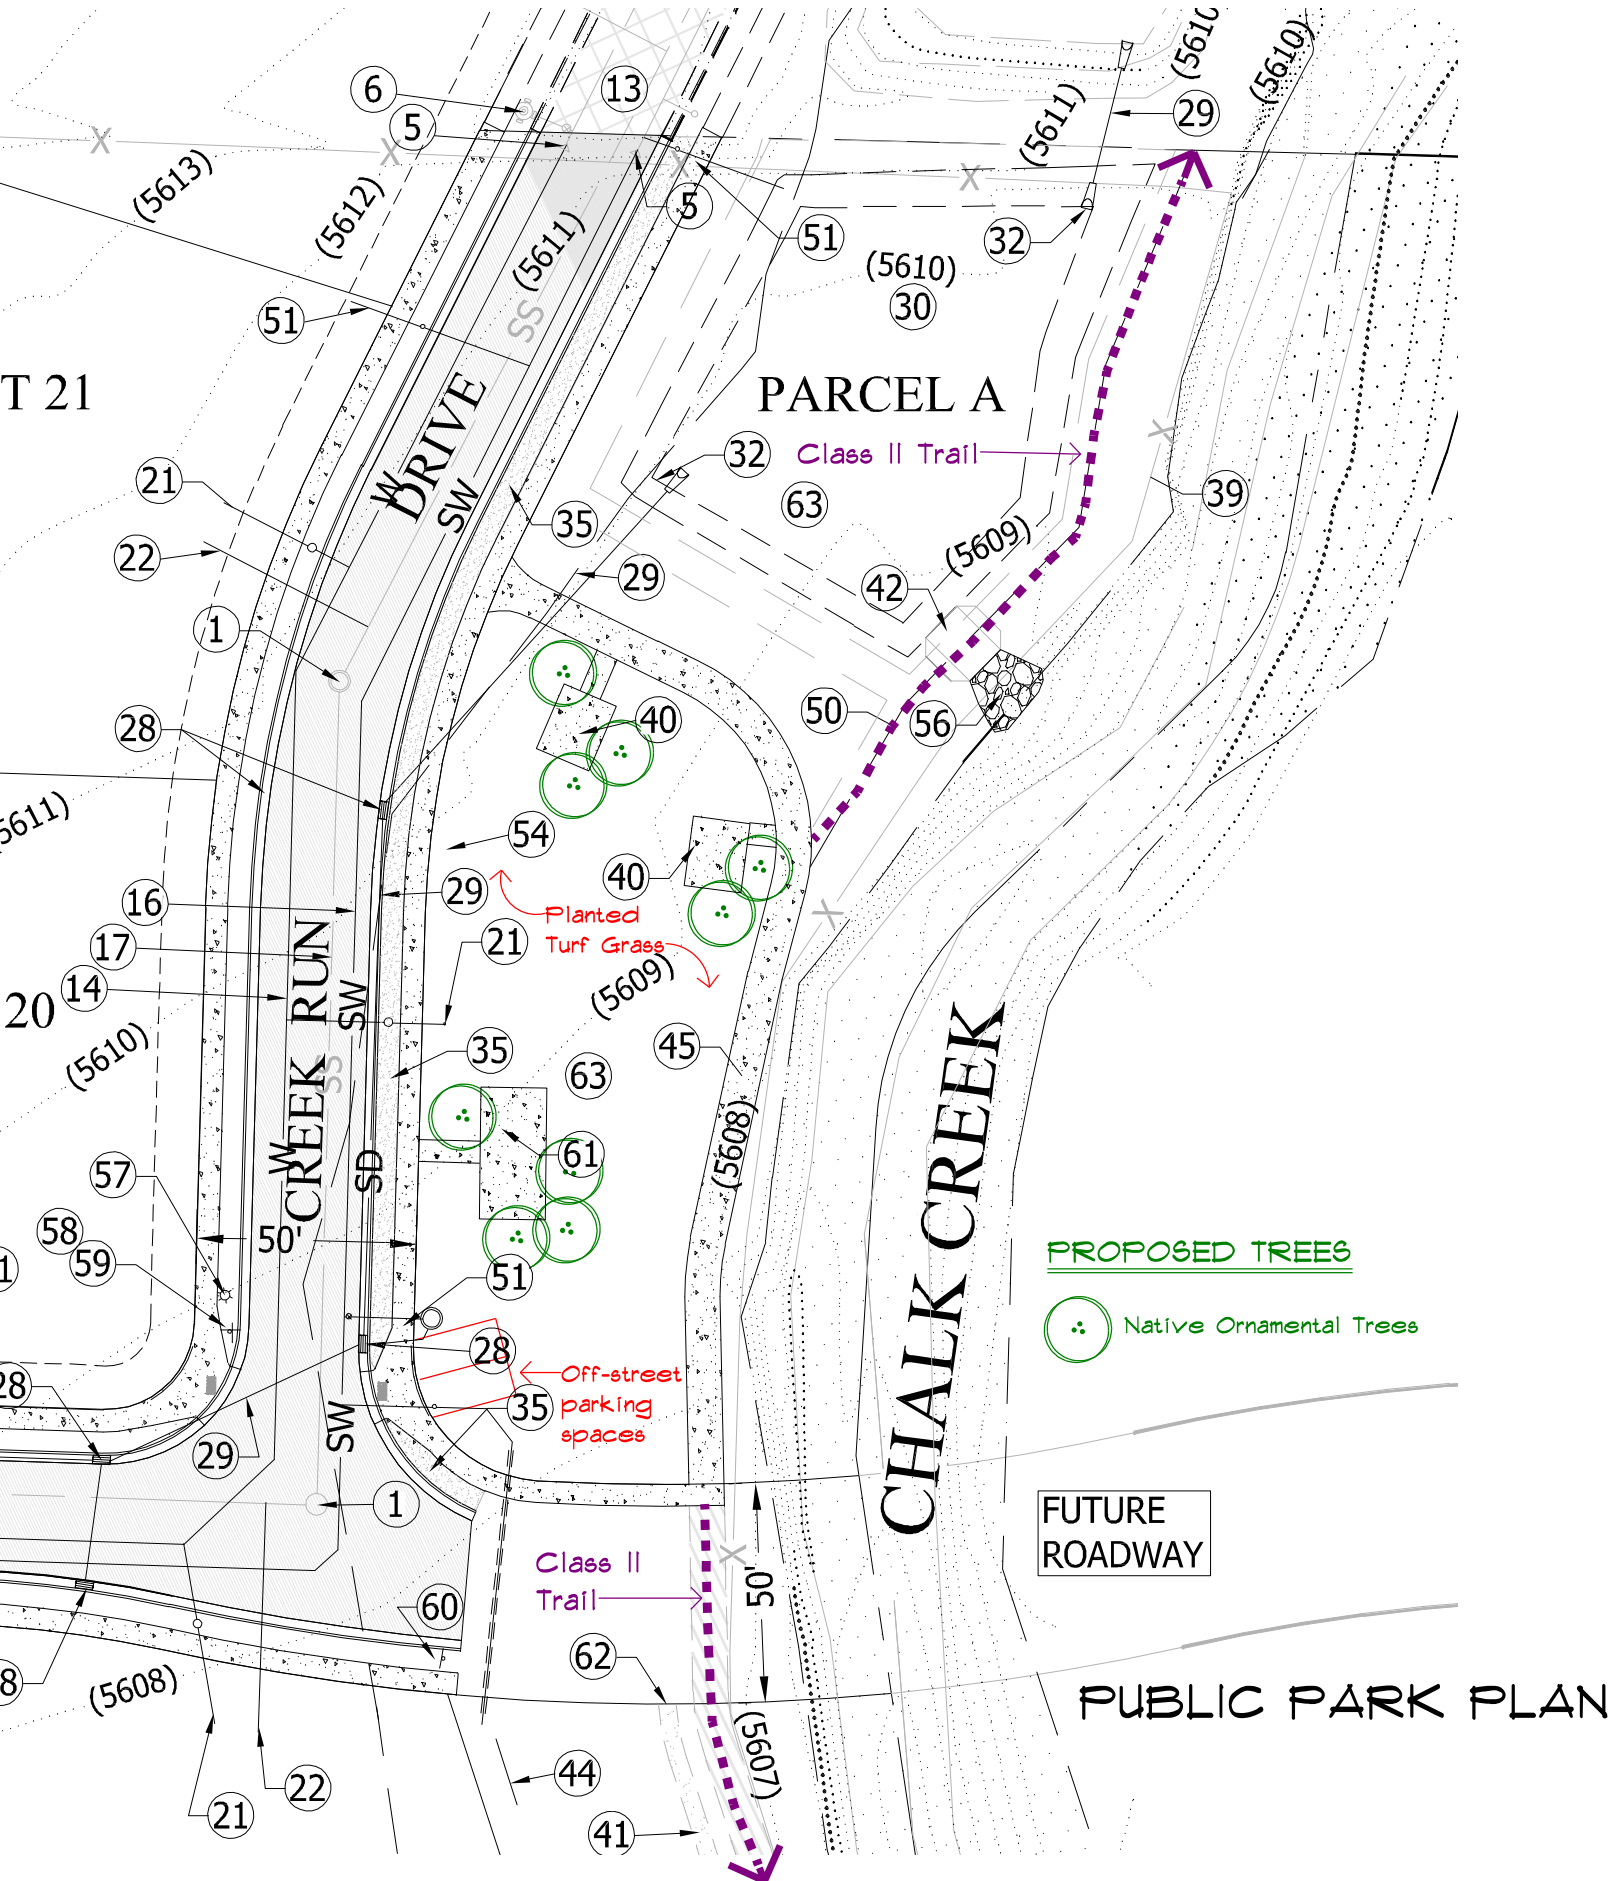 (5610
(5610)
6
13
5
(5611)
29
X
X
X
X
(5613)
(5612)
5
51
32
(5611)
(5610)
30
51
SS
T 21
DRIVE
PARCEL A
W
SW
32
Class II Trail
X
21
63
39
35
22
(5609)
29
42
1
28
40
50
56
5611)
54
16
29
40
Planted
Turf Grass
X
17
21
14
(5609)
20
CREEK RUN
SW
(5610)
35
45
63
SS
CHALK CREEK
W
SD
61
(5608)
57
58
50'
59
1
51
PROPOSED TREES
Native Ornamental Trees
28
28
Off-street
parking
spaces
35
SW
29
1
FUTURE
ROADWAY
Class II
Trail
X
50'
60
62
8
(5608)
PUBLIC PARK PLAN
(5607)
44
22
21
41